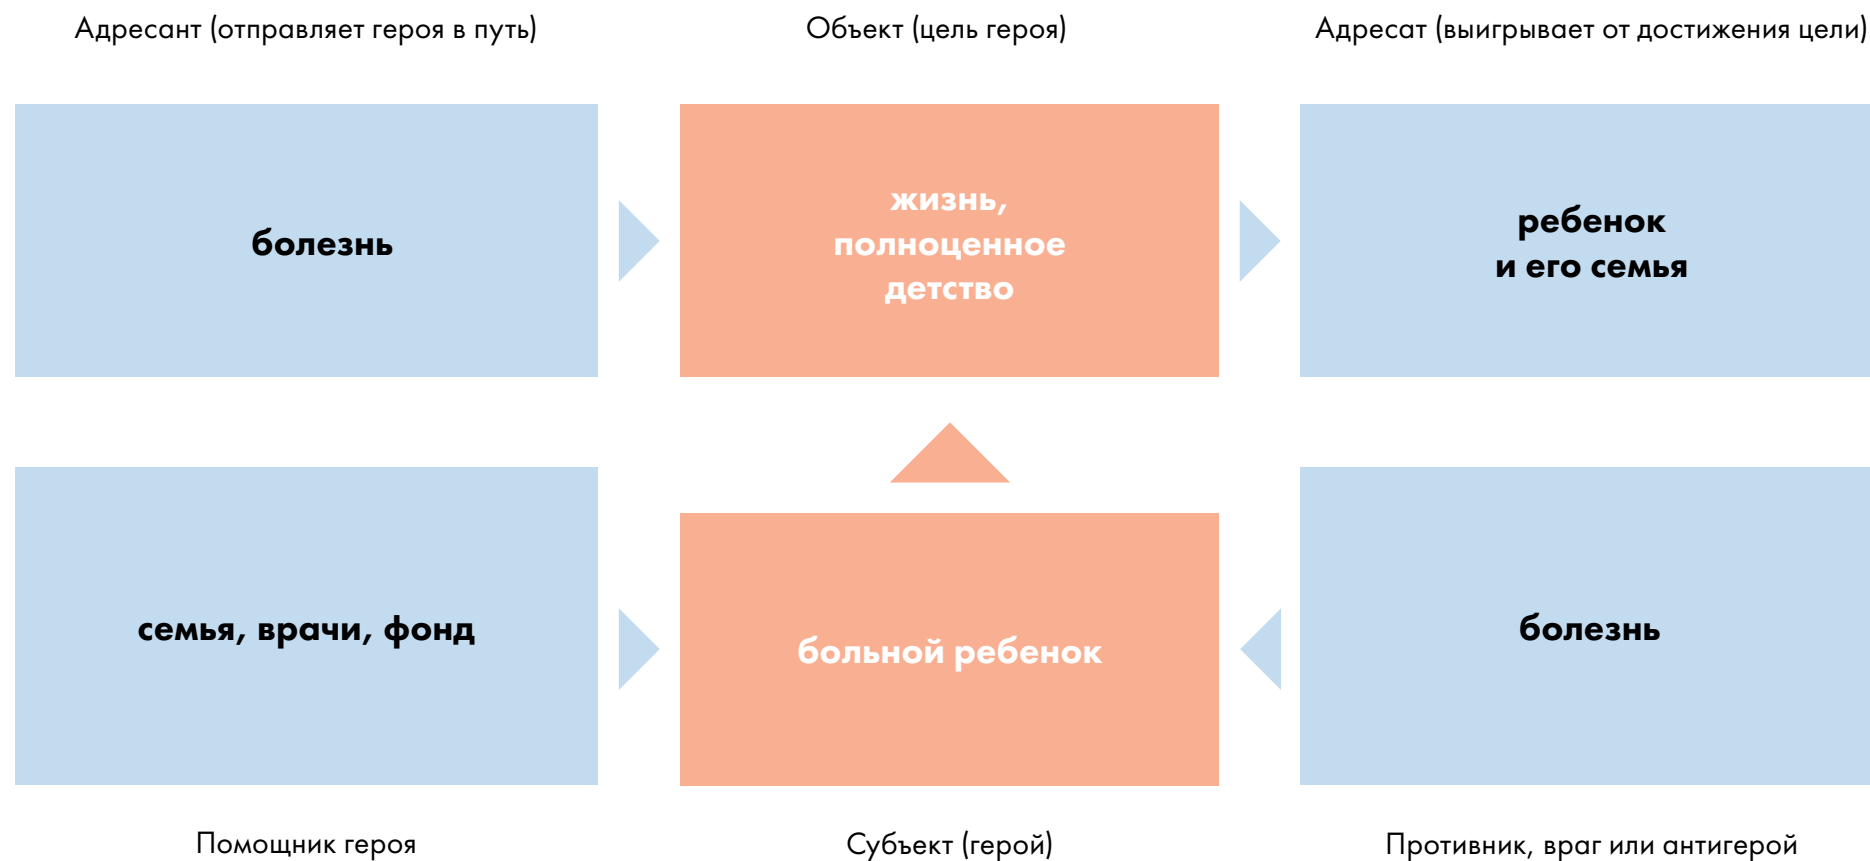 Адресант (отправляет героя в путь)
Объект (цель героя)
Адресат (выигрывает от достижения цели)
болезнь
жизнь,
полноценное
детство
ребенок
и его семья
семья, врачи, фонд
больной ребенок
болезнь
Помощник героя
Субъект (герой)
Противник, враг или антигерой